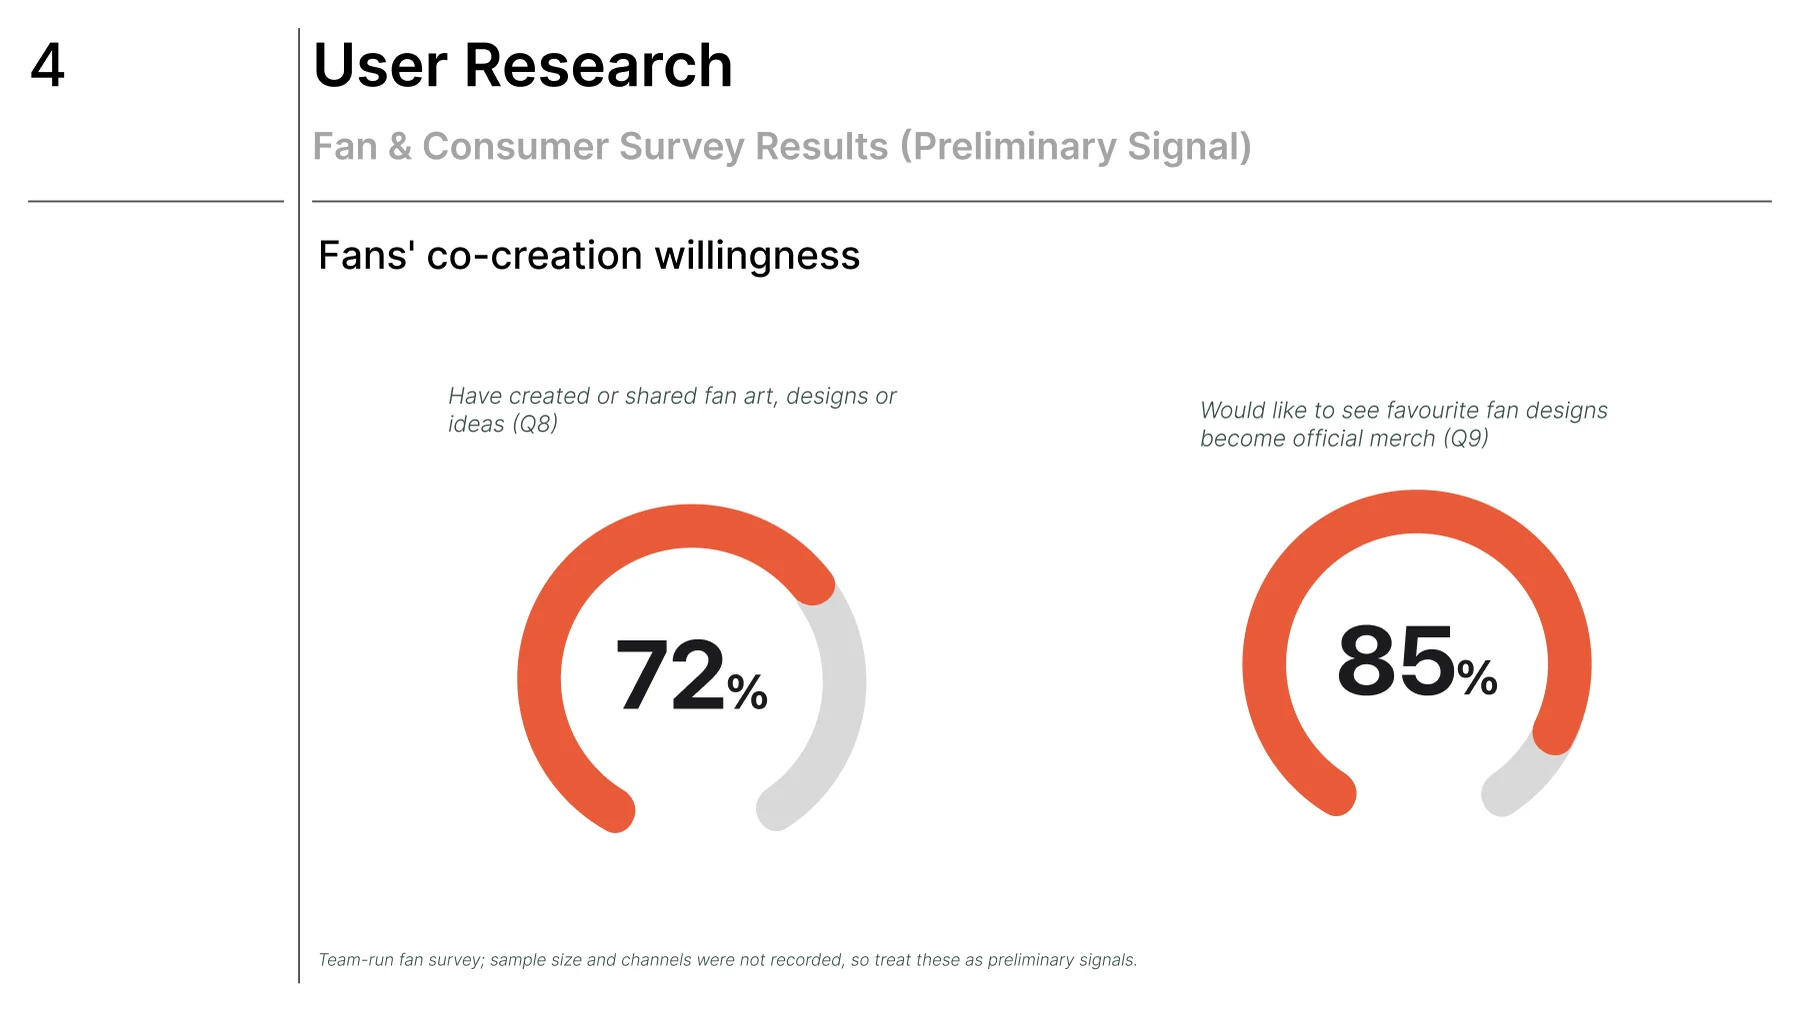 4
User Research
Fan & Consumer Survey Results (Preliminary Signal)
Fans' co-creation willingness
Have created or shared fan art, designs or
ideas (Q8)
72%
Would like to see favourite fan designs
become official merch (Q9)
85%
Team-run fan survey; sample size and channels were not recorded, so treat these as preliminary signals.